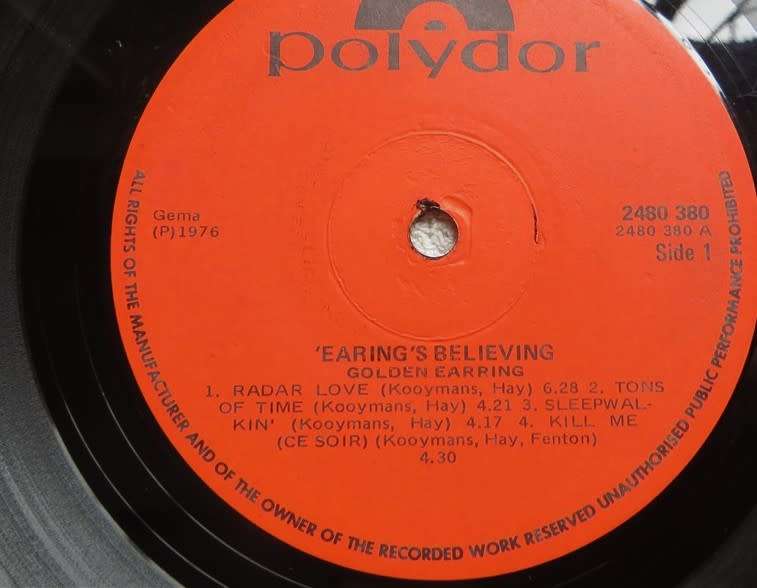 polydor
Gema
(P)1976
2480 380
2480 380 A
Side 1
'EARING'S BELIEVING
GOLDEN EARRING
1. RADAR LOVE (Kooymans, Hay) 6.28 2. TONS
OF TIME (Kooymans, Hay) 4.21 3. SLEEPWAL-
KIN' (Kooymans, Hay) 4.17 4. KILL ME
(CE SOIR) (Kooymans, Hay, Fenton)
4.30
ALL RIGHTS OF THE MANUFACTURER AND OF THE OWNER OF THE RECORDED WORK RESERVED UNAUTHORISED PUBLIC PERFORMANCE PROHIBITED